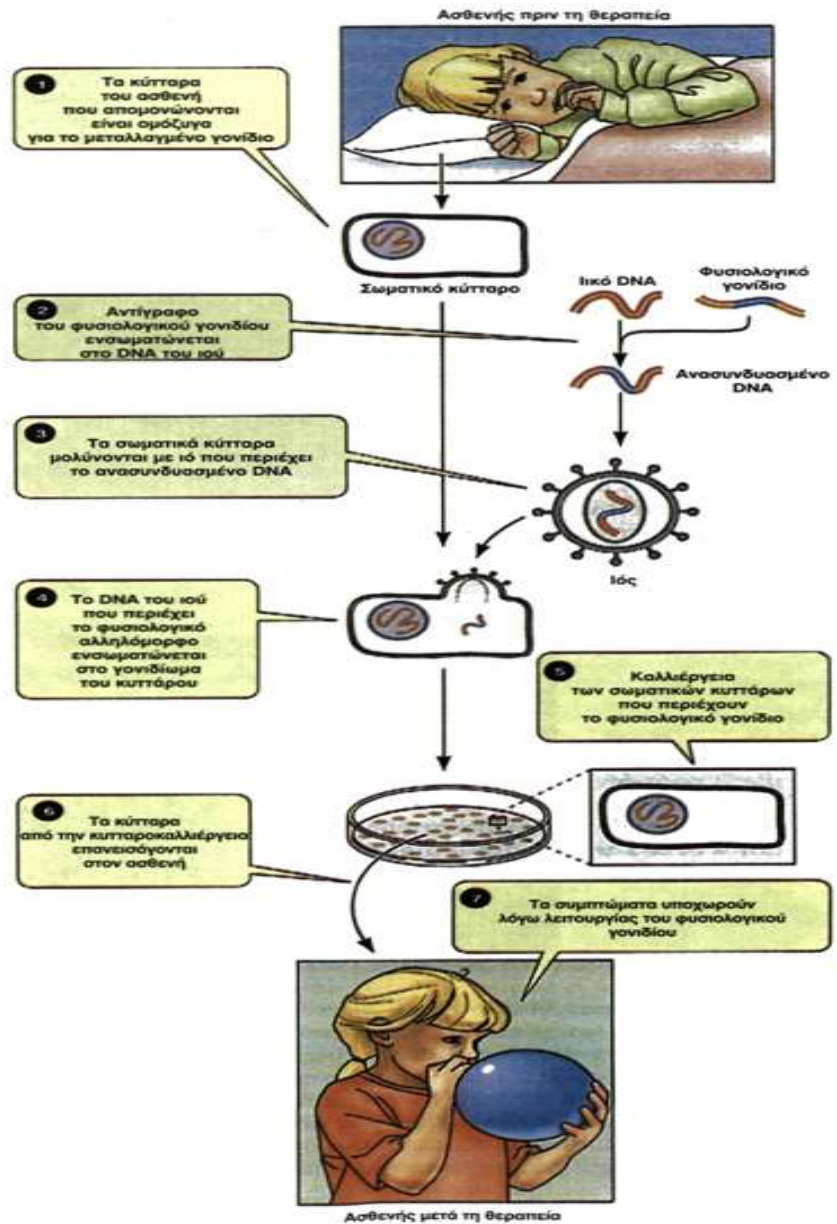 Ασθενής πριν τη θεραπεία
1
Τα κύτταρα
του ασθενή
που απομονώνονται
είναι ομόζυγα
για το μεταλλαγμένο γονίδιο
Σωματικό κύτταρο
Ιικό DNA
Φυσιολογικό
γονίδιο
2
Αντίγραφο
του φυσιολογικού γονιδίου
ενσωματώνεται
στο DNA του ιού
Ανασυνδυασμένο
DNA
3
Τα σωματικά κύτταρα
μολύνονται με ιό που περιέχει
το ανασυνδυασμένο DNA
Ιός
4
Το DNA του ιού
που περιέχει
το φυσιολογικό
αλληλόμορφο
ενσωματώνεται
στο γονιδίωμα
του κυττάρου
5
Καλλιέργεια
των σωματικών κυττάρων
που περιέχουν
το φυσιολογικό γονίδιο
6
Τα κύτταρα
από την κυτταροκαλλιέργεια
επανεισάγονται
στον ασθενή
7
Τα συμπτώματα υποχωρούν
λόγω λειτουργίας του φυσιολογικού
γονιδίου
Ασθενής μετά τη θεραπεία